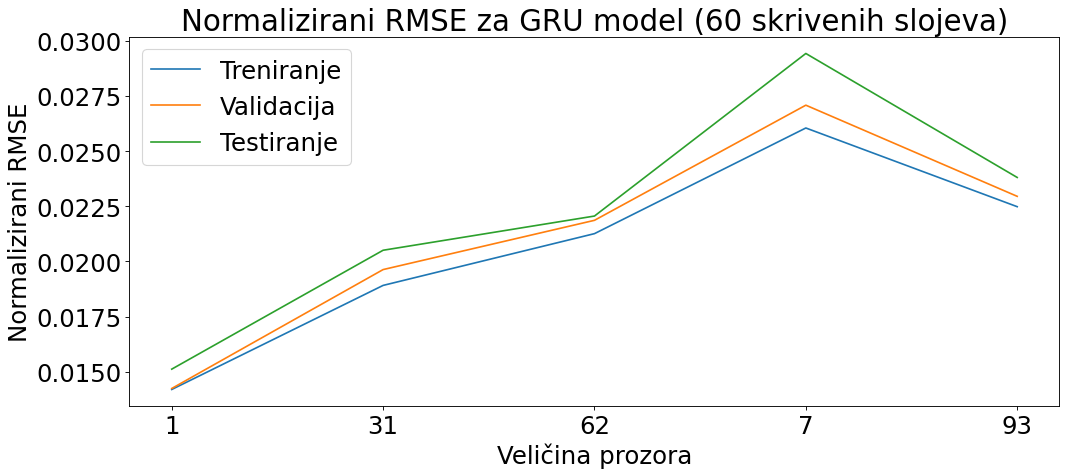 Normalizirani RMSE za GRU model (60 skrivenih slojeva)
Normalizirani RMSE
0.0300
0.0275
0.0250
0.0225
0.0200
0.0175
0.0150
Treniranje
Validacija
Testiranje
1 31 62 7 93
Veličina prozora